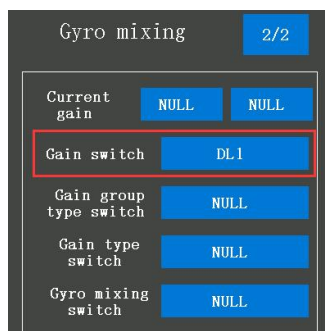 Gyro mixing 2/2
Current
gain NULL NULL
Gain switch DL1
Gain group
type switch NULL
Gain type
switch NULL
Gyro mixing
switch NULL